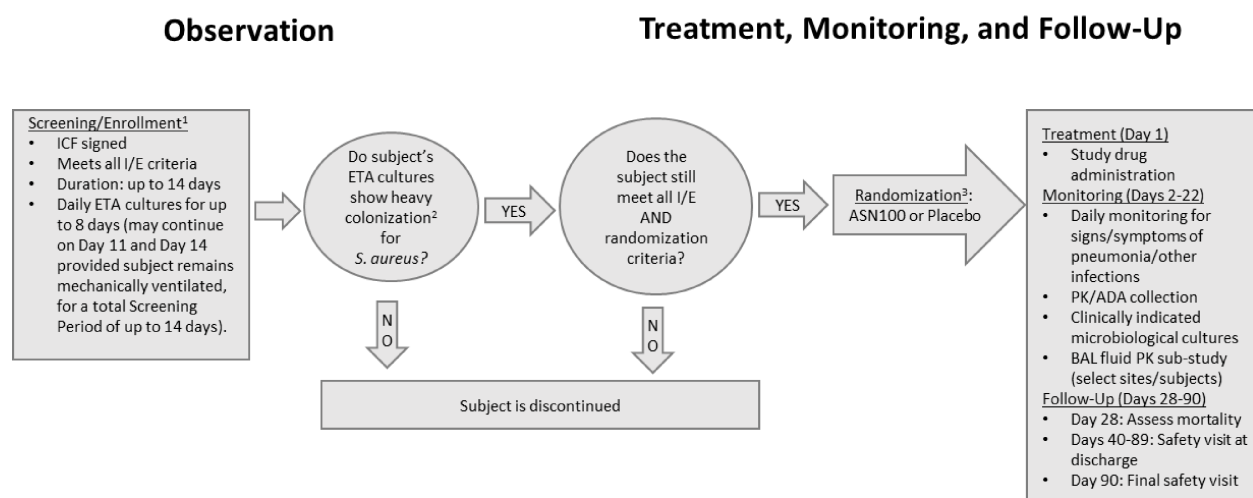 Observation
Treatment, Monitoring, and Follow-Up
Screening/Enrollment¹
• ICF signed
• Meets all I/E criteria
• Duration: up to 14 days
• Daily ETA cultures for up
to 8 days (may continue
on Day 11 and Day 14
provided subject remains
mechanically ventilated,
for a total Screening
Period of up to 14 days).
Do subject's
ETA cultures
show heavy
colonization²
for
S. aureus?
YES
NO
Does the
subject still
meet all I/E
AND
randomization
criteria?
YES
NO
Subject is discontinued
Randomization³:
ASN100 or Placebo
Treatment (Day 1)
• Study drug
administration
Monitoring (Days 2-22)
• Daily monitoring for
signs/symptoms of
pneumonia/other
infections
• PK/ADA collection
• Clinically indicated
microbiological cultures
• BAL fluid PK sub-study
(select sites/subjects)
Follow-Up (Days 28-90)
• Day 28: Assess mortality
• Days 40-89: Safety visit at
discharge
• Day 90: Final safety visit